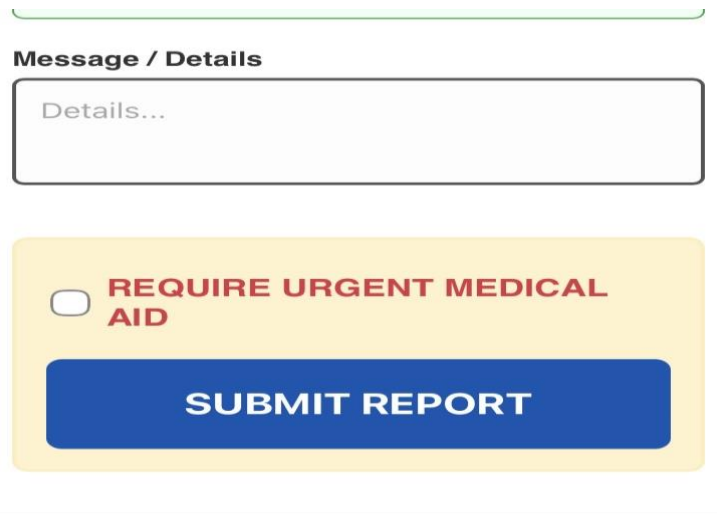 Message / Details
Details...
REQUIRE URGENT MEDICAL
AID
SUBMIT REPORT